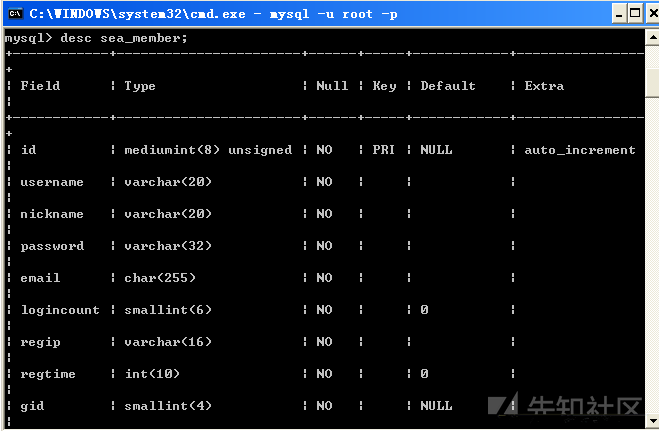 C:\WINDOWS\system32\cmd.exe - mysql -u root -p
mysql> desc sea_member;
+------------+-----------------------+------+-----+-----------+----------------
+
| Field      | Type                  | Null | Key | Default   | Extra
|
+------------+-----------------------+------+-----+-----------+----------------
+
| id         | mediumint(8) unsigned | NO   | PRI | NULL      | auto_increment
|
| username   | varchar(20)           | NO   |     |           |
|
| nickname   | varchar(20)           | NO   |     |           |
|
| password   | varchar(32)           | NO   |     |           |
|
| email      | char(255)             | NO   |     |           |
|
| logincount | smallint(6)           | NO   |     | 0         |
|
| regip      | varchar(16)           | NO   |     |           |
|
| regtime    | int(10)               | NO   |     | 0         |
|
| gid        | smallint(4)           | NO   |     | NULL      |
|
先知社区